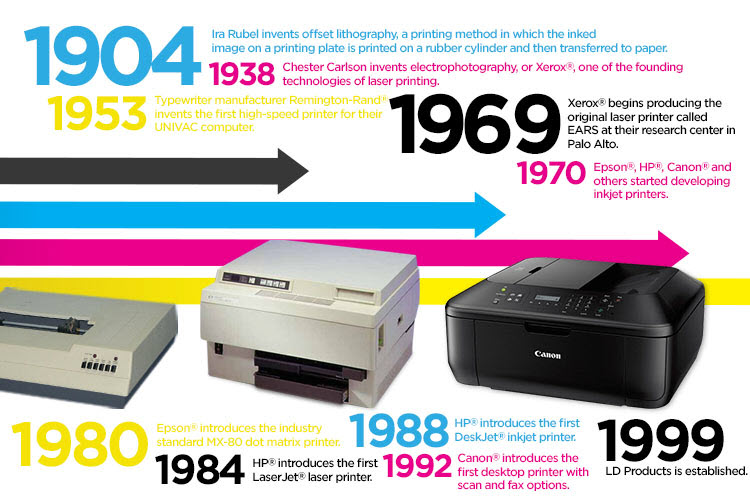 1904
Ira Rubel invents offset lithography, a printing method in which the inked
image on a printing plate is printed on a rubber cylinder and then transferred to paper.
1938
Chester Carlson invents electrophotography, or Xerox®, one of the founding
technologies of laser printing.
1953
Typewriter manufacturer Remington-Rand®
invents the first high-speed printer for their
UNIVAC computer.
1969
Xerox® begins producing the
original laser printer called
EARS at their research center in
Palo Alto.
1970
Epson®, HP®, Canon® and
others started developing
inkjet printers.
Canon
1980
Epson® introduces the industry
standard MX-80 dot matrix printer.
1984
HP® introduces the first
LaserJet® laser printer.
1988
HP® introduces the first
DeskJet® inkjet printer.
1992
Canon® introduces the
first desktop printer with
scan and fax options.
1999
LD Products is established.